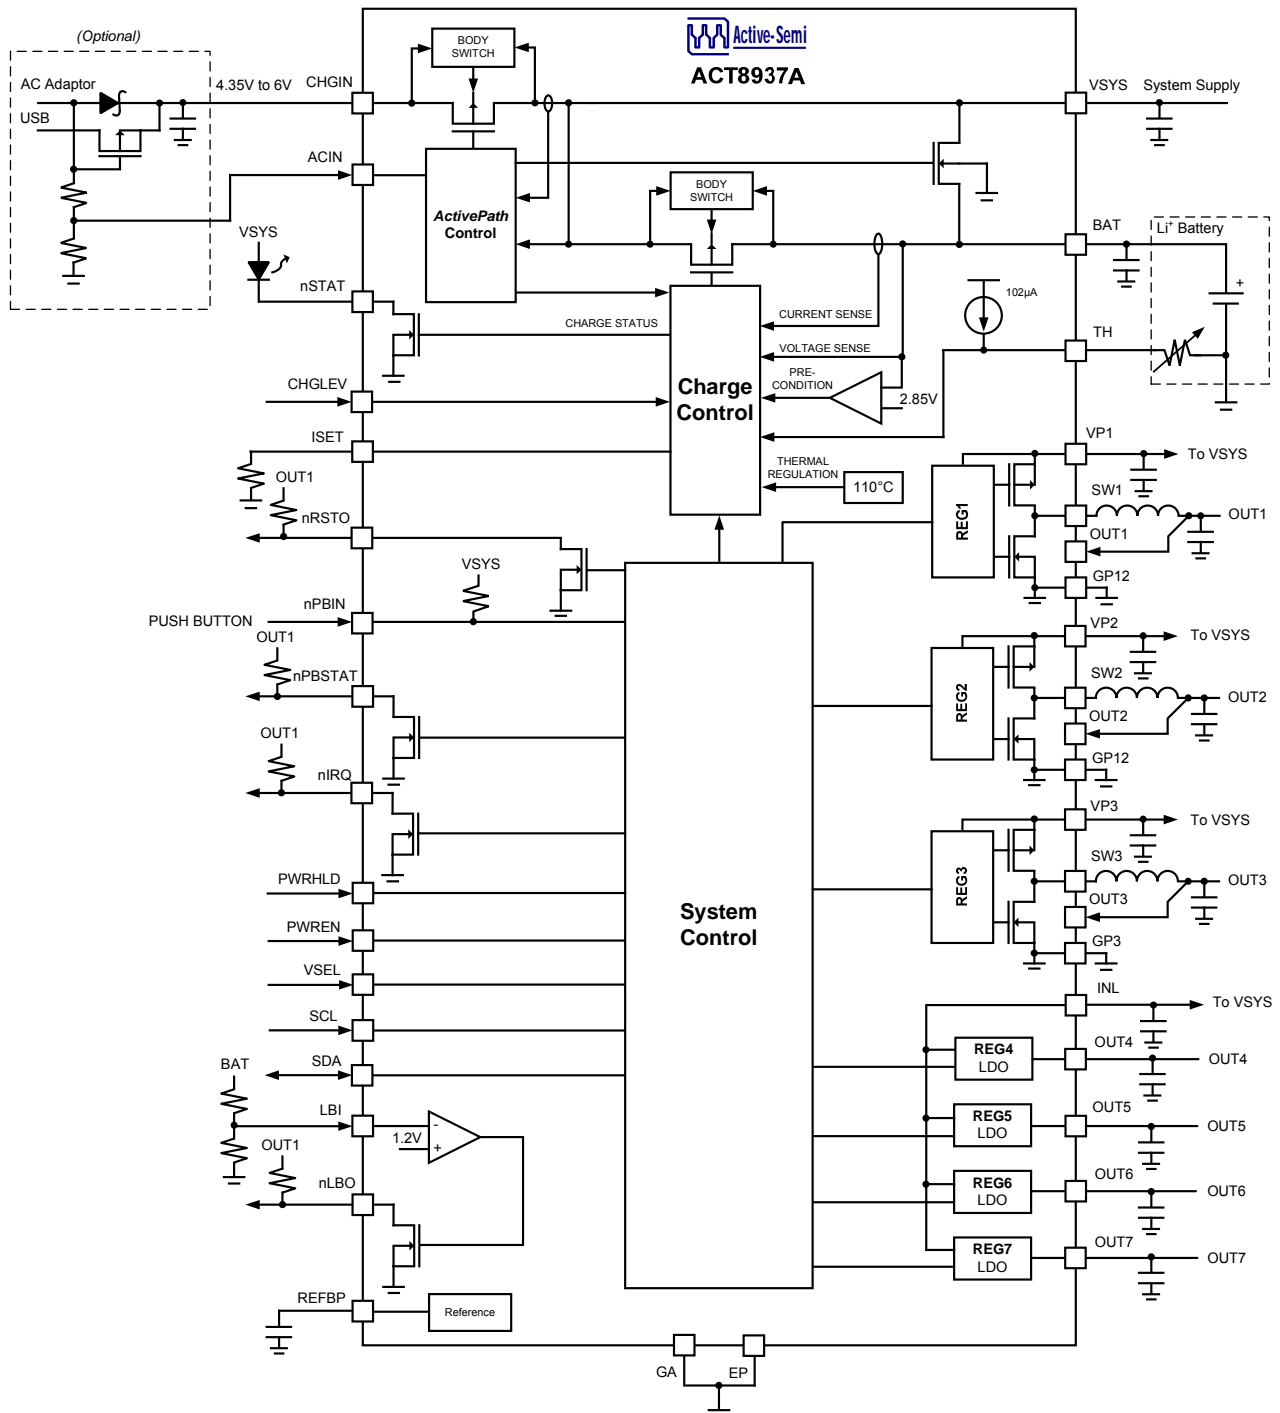 (Optional)
AC Adaptor
USB
4.35V to 6V
CHGIN
BODY
SWITCH
Active-Semi
ACT8937A
VSYS
System Supply
ACIN
ActivePath
Control
BODY
SWITCH
BAT
Li+ Battery
+
VSYS
nSTAT
CHARGE STATUS
CURRENT SENSE
102µA
TH
VOLTAGE SENSE
PRE-
CONDITION
2.85V
Charge
Control
CHGLEV
ISET
THERMAL
REGULATION
110°C
OUT1
nRSTO
VP1
To VSYS
REG1
SW1
OUT1
OUT1
GP12
VSYS
nPBIN
PUSH BUTTON
OUT1
nPBSTAT
VP2
To VSYS
REG2
SW2
OUT2
OUT2
GP12
OUT1
nIRQ
VP3
To VSYS
REG3
SW3
OUT3
OUT3
GP3
PWRHLD
PWREN
VSEL
SCL
SDA
System
Control
INL
To VSYS
REG4
LDO
OUT4
OUT4
BAT
LBI
1.2V
-
+
REG5
LDO
OUT5
OUT5
OUT1
nLBO
REG6
LDO
OUT6
OUT6
REG7
LDO
OUT7
OUT7
REFBP
Reference
GA
EP